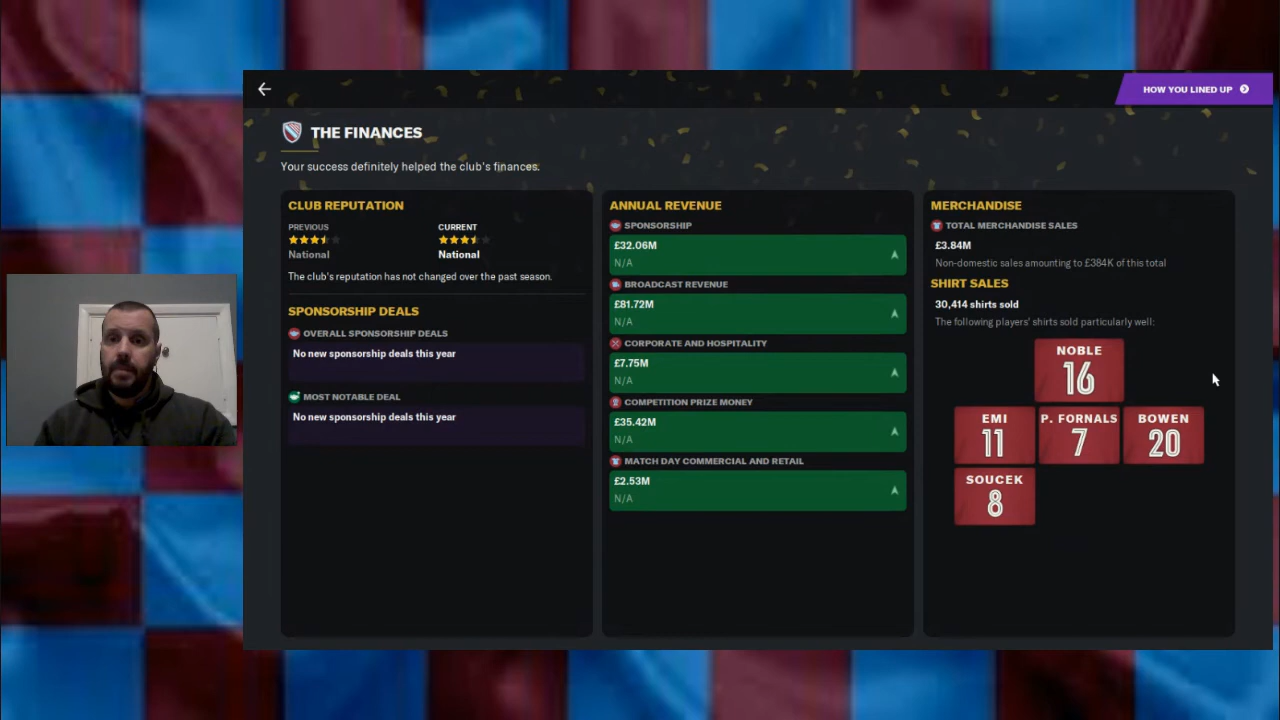 HOW YOU LINED UP
THE FINANCES
Your success definitely helped the club's finances.
CLUB REPUTATION
PREVIOUS
CURRENT
National
National
The club's reputation has not changed over the past season.
SPONSORSHIP DEALS
OVERALL SPONSORSHIP DEALS
No new sponsorship deals this year
MOST NOTABLE DEAL
No new sponsorship deals this year
ANNUAL REVENUE
SPONSORSHIP
£32.06M
N/A
BROADCAST REVENUE
£81.72M
N/A
CORPORATE AND HOSPITALITY
£7.75M
N/A
COMPETITION PRIZE MONEY
£35.42M
N/A
MATCH DAY COMMERCIAL AND RETAIL
£2.53M
N/A
MERCHANDISE
TOTAL MERCHANDISE SALES
£3.84M
Non-domestic sales amounting to £384K of this total
SHIRT SALES
30,414 shirts sold
The following players' shirts sold particularly well:
NOBLE
16
EMI
11
P. FORNALS
7
BOWEN
20
SOUCEK
8